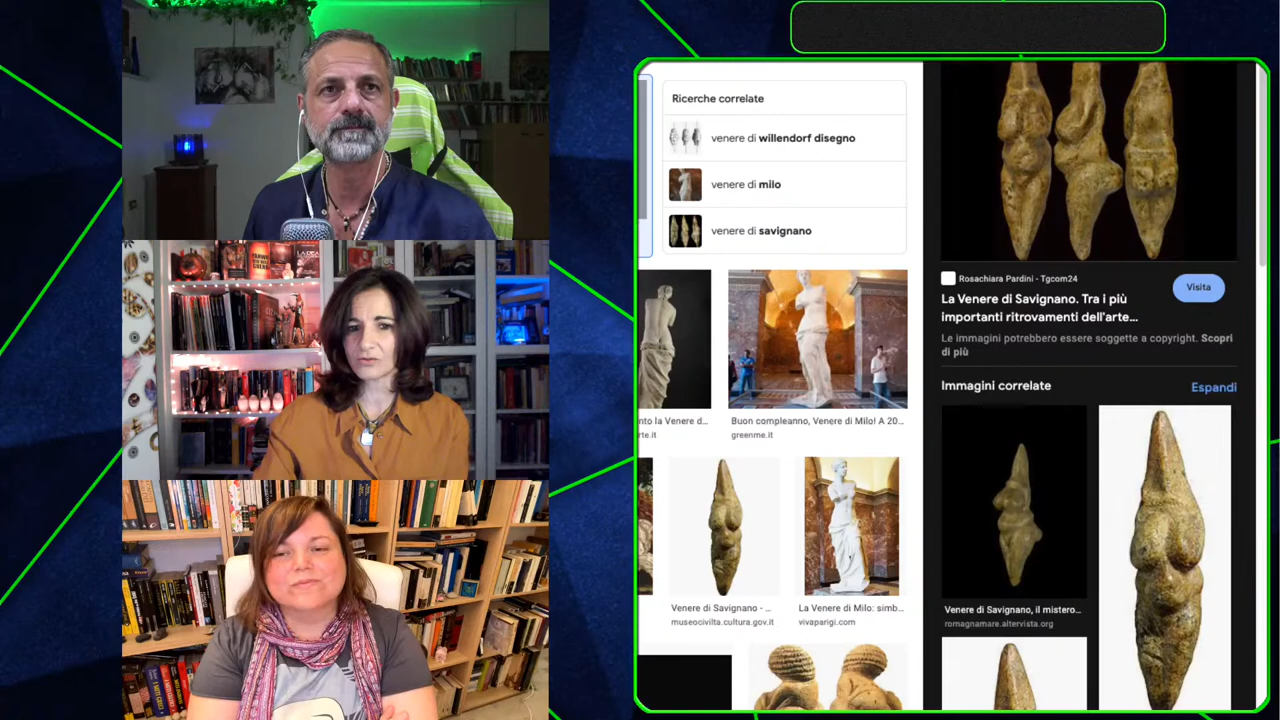 Ricerche correlate
venere di willendorf disegno
venere di milo
venere di savignano
nto la Venere d...
rte.it
Buon compleanno, Venere di Milo! A 20...
greenme.it
Venere di Savignano - ...
museocivilta.cultura.gov.it
La Venere di Milo: simb...
vivaparigi.com
Rosachiara Pardini - Tgcom24
La Venere di Savignano. Tra i più
importanti ritrovamenti dell'arte...
Visita
Le immagini potrebbero essere soggette a copyright. Scopri
di più
Immagini correlate
Espandi
Venere di Savignano, il mistero...
romagnamare.altervista.org